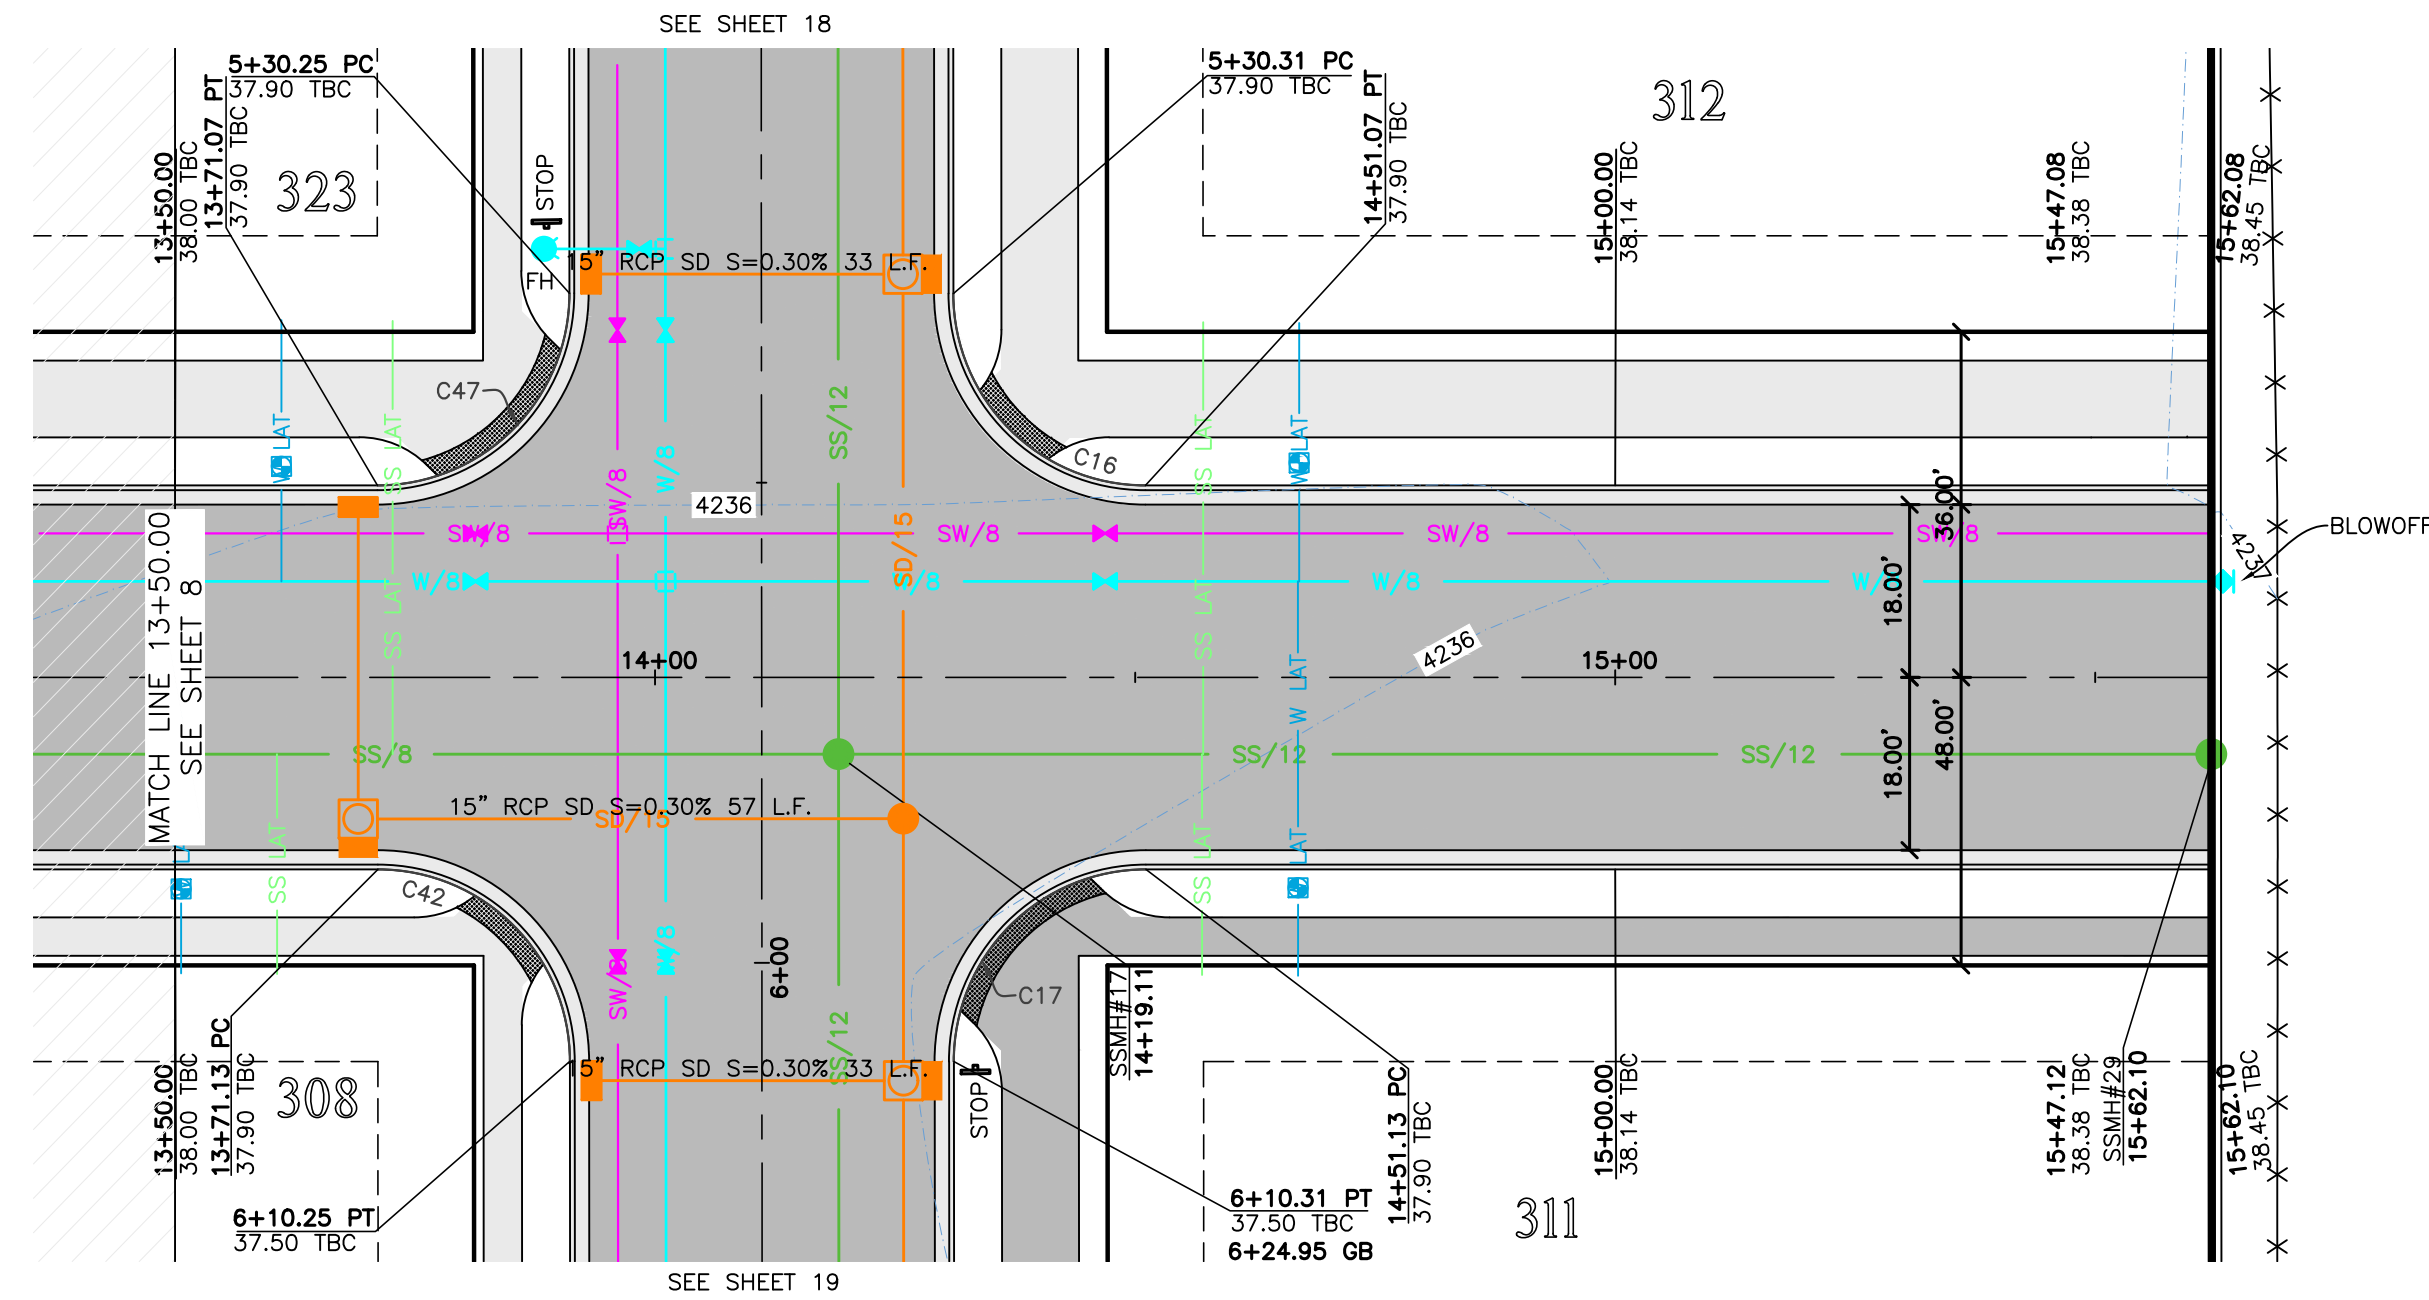 SEE SHEET 18
5+30.25 PC
37.90 TBC
13+71.07 PT
37.90 TBC
13+50.00
38.00 TBC
323
STOP
FH
15" RCP SD S=0.30% 33 L.F.
5+30.31 PC
37.90 TBC
14+51.07 PT
37.90 TBC
312
15+00.00
38.14 TBC
15+47.08
38.38 TBC
15+62.08
38.45 TBC
C47
W LAT
SS LAT
SS/12
W/8
SW/8
C16
SS LAT
W LAT
4236
SD/15
SW/8
SW/8
SW/8
SW/8
36.00'
BLOWOFF
4237
MATCH LINE 13+50.00
SEE SHEET 8
W/8
SS LAT
W/8
W/8
SS LAT
18.00'
14+00
4236
15+00
W LAT
SS/8
SS/12
SS/12
18.00'
48.00'
15" RCP SD S=0.30% 57 L.F.
SD/15
SS LAT
SS LAT
LAT
C42
W/8
6+00
C17
SS/12
SSMH#17
14+19.11
15" RCP SD S=0.30% 33 L.F.
STOP
13+50.00
38.00 TBC
13+71.13 PC
37.90 TBC
308
6+10.25 PT
37.50 TBC
6+10.31 PT
37.50 TBC
6+24.95 GB
14+51.13 PC
37.90 TBC
311
15+00.00
38.14 TBC
15+47.12
38.38 TBC
SSMH#29
15+62.10
15+62.10
38.45 TBC
SEE SHEET 19